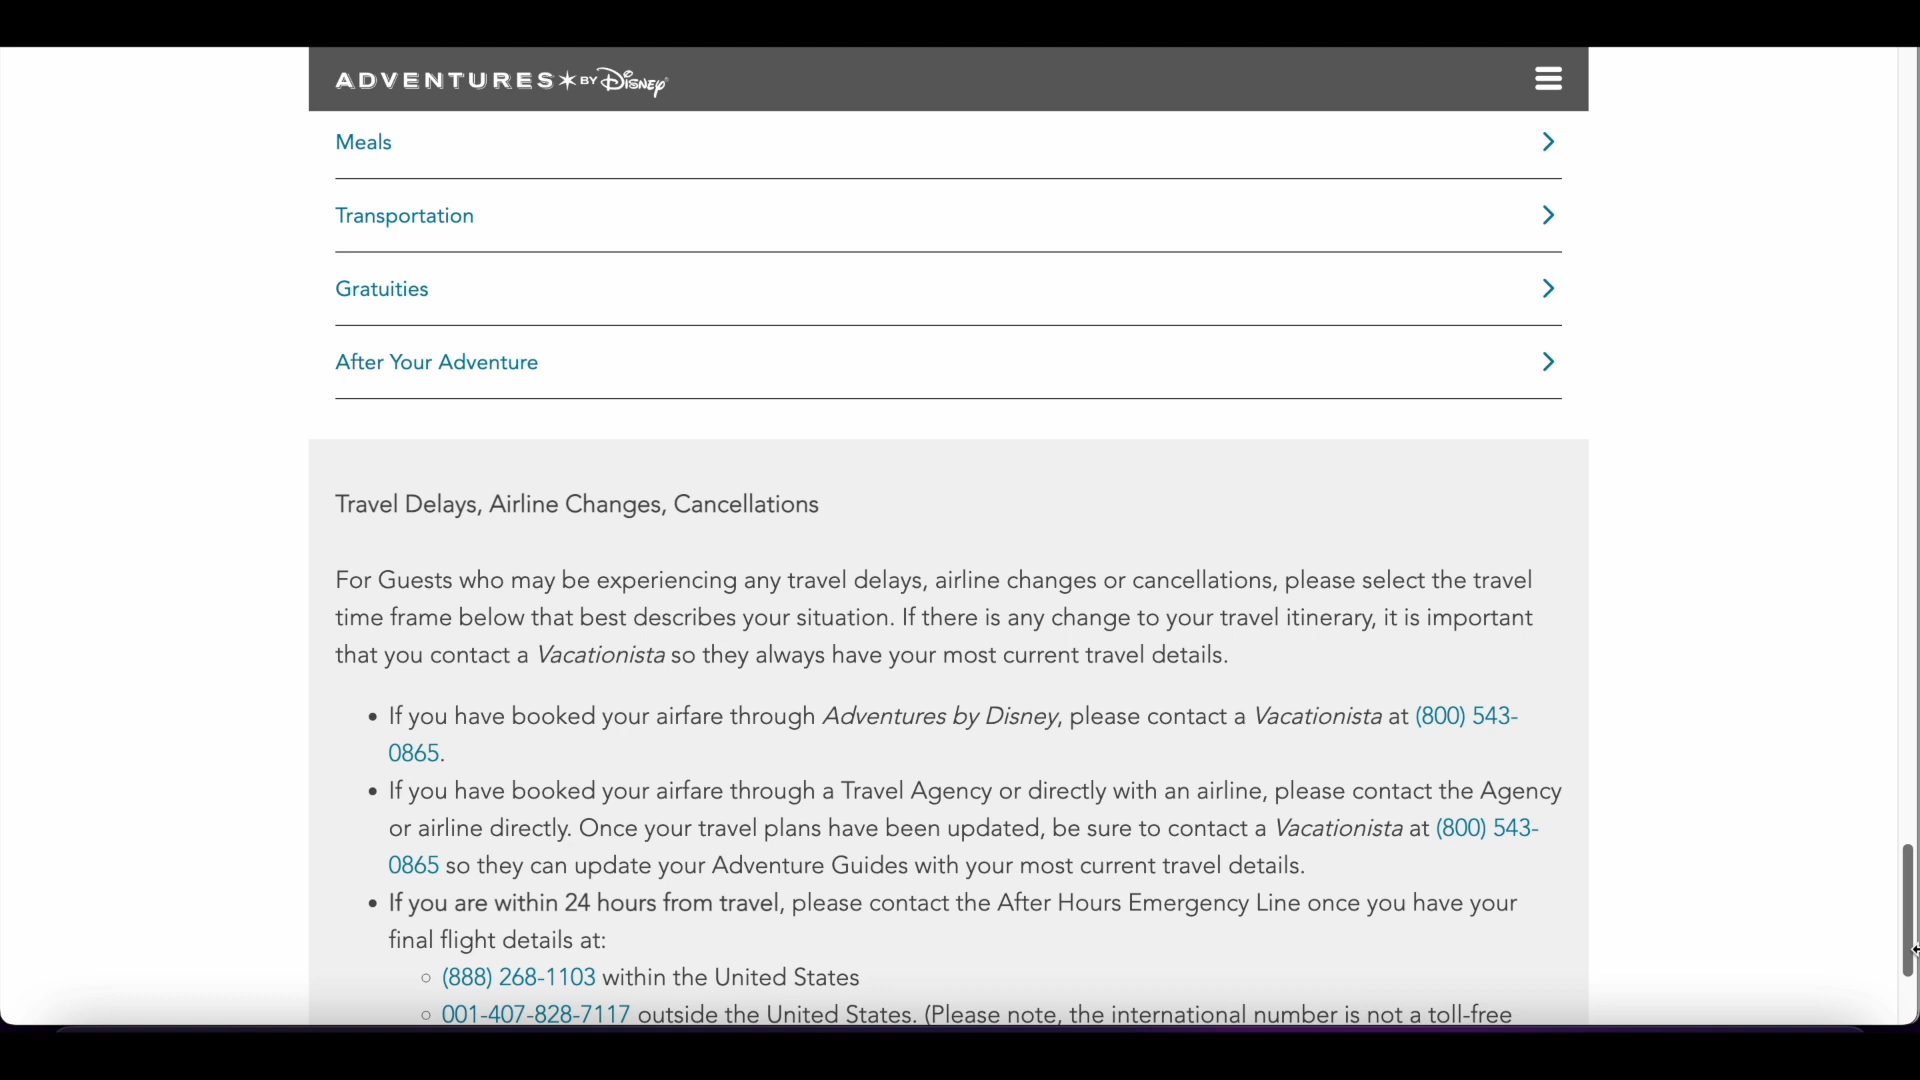 ADVENTURES BY Disney
Meals
Transportation
Gratuities
After Your Adventure
Travel Delays, Airline Changes, Cancellations
For Guests who may be experiencing any travel delays, airline changes or cancellations, please select the travel
time frame below that best describes your situation. If there is any change to your travel itinerary, it is important
that you contact a Vacationista so they always have your most current travel details.
• If you have booked your airfare through Adventures by Disney, please contact a Vacationista at (800) 543-
0865.
• If you have booked your airfare through a Travel Agency or directly with an airline, please contact the Agency
or airline directly. Once your travel plans have been updated, be sure to contact a Vacationista at (800) 543-
0865 so they can update your Adventure Guides with your most current travel details.
• If you are within 24 hours from travel, please contact the After Hours Emergency Line once you have your
final flight details at:
◦ (888) 268-1103 within the United States
◦ 001-407-828-7117 outside the United States. (Please note, the international number is not a toll-free